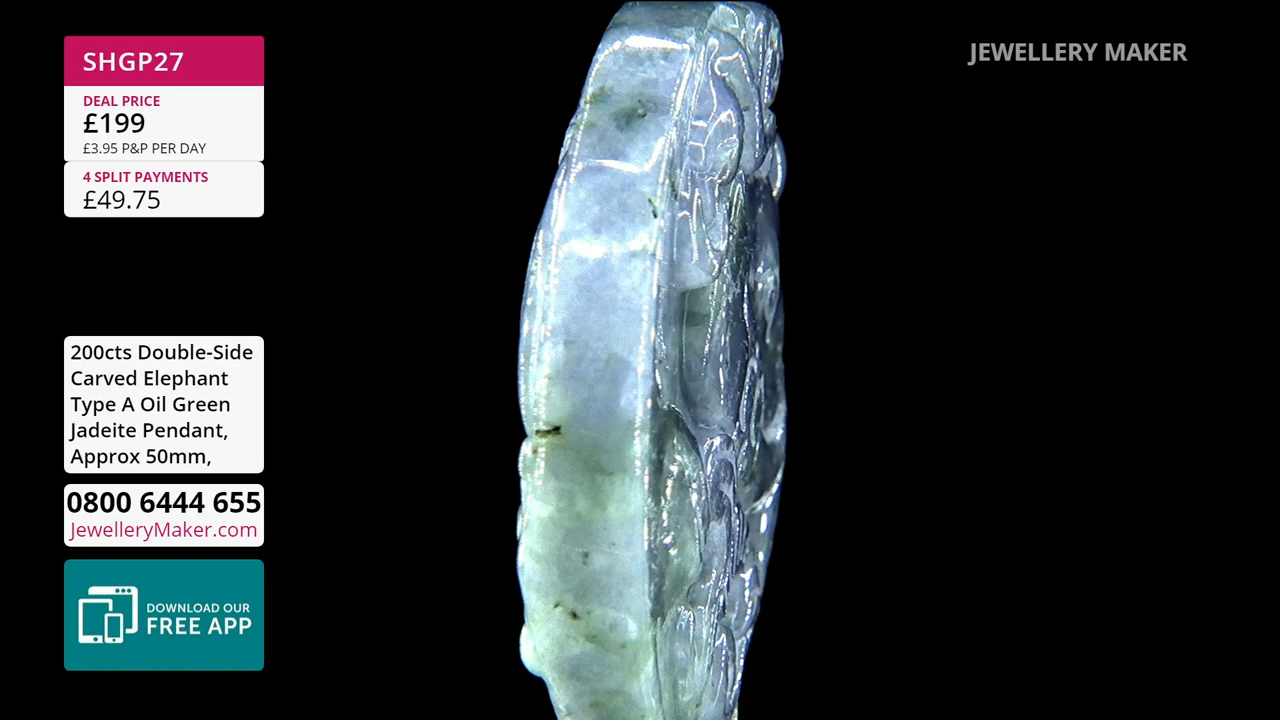 SHGP27
DEAL PRICE
£199
£3.95 P&P PER DAY
4 SPLIT PAYMENTS
£49.75
200cts Double-Side
Carved Elephant
Type A Oil Green
Jadeite Pendant,
Approx 50mm,
0800 6444 655
JewelleryMaker.com
DOWNLOAD OUR
FREE APP
JEWELLERY MAKER